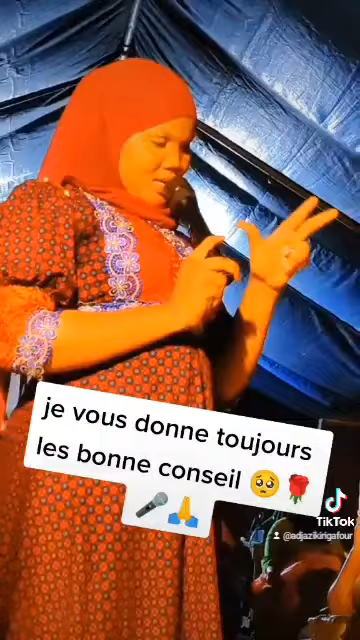 je vous donne toujours
les bonne conseil 🥺🌹
🎤🙏
TikTok
@adjazikirigafour